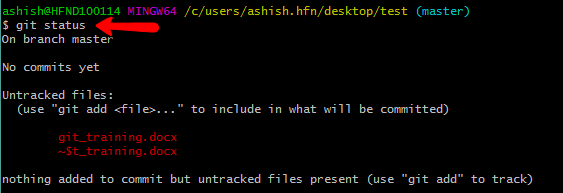 ashish@HFND100114 MINGW64 /c/users/ashish.hfn/desktop/test (master)
$ git status
On branch master
No commits yet
Untracked files:
(use "git add <file>..." to include in what will be committed)
git_training.docx
~$t_training.docx
nothing added to commit but untracked files present (use "git add" to track)